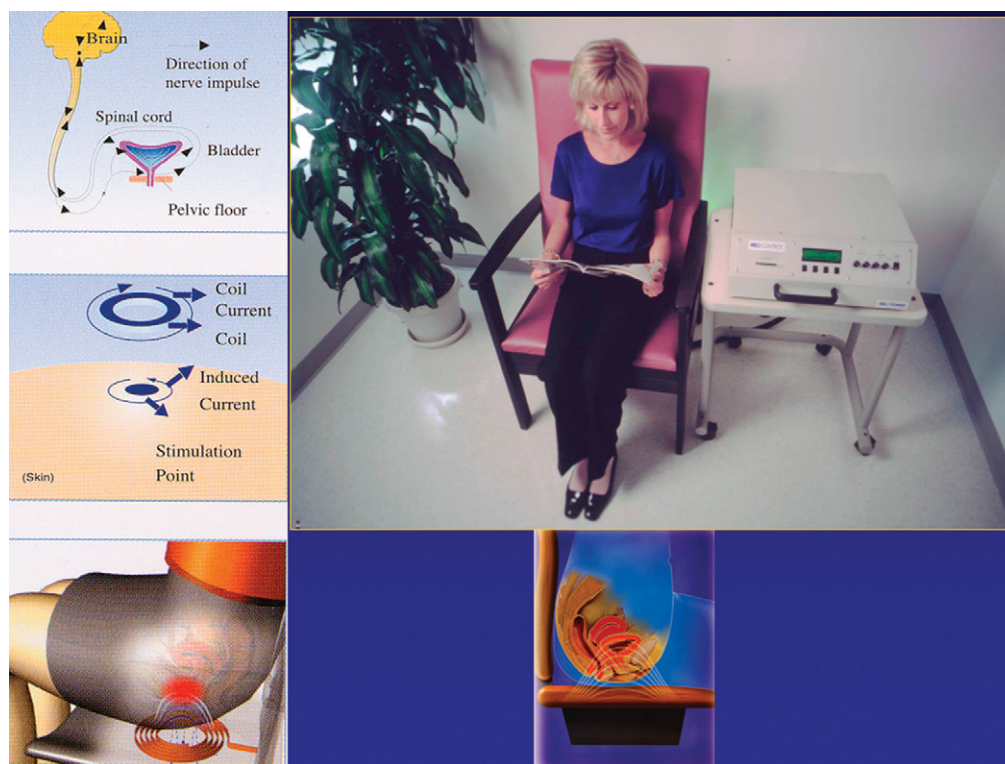 Brain
Direction of
nerve impulse
Spinal cord
Bladder
Pelvic floor
Coil
Current
Coil
Induced
Current
Stimulation
Point
(Skin)